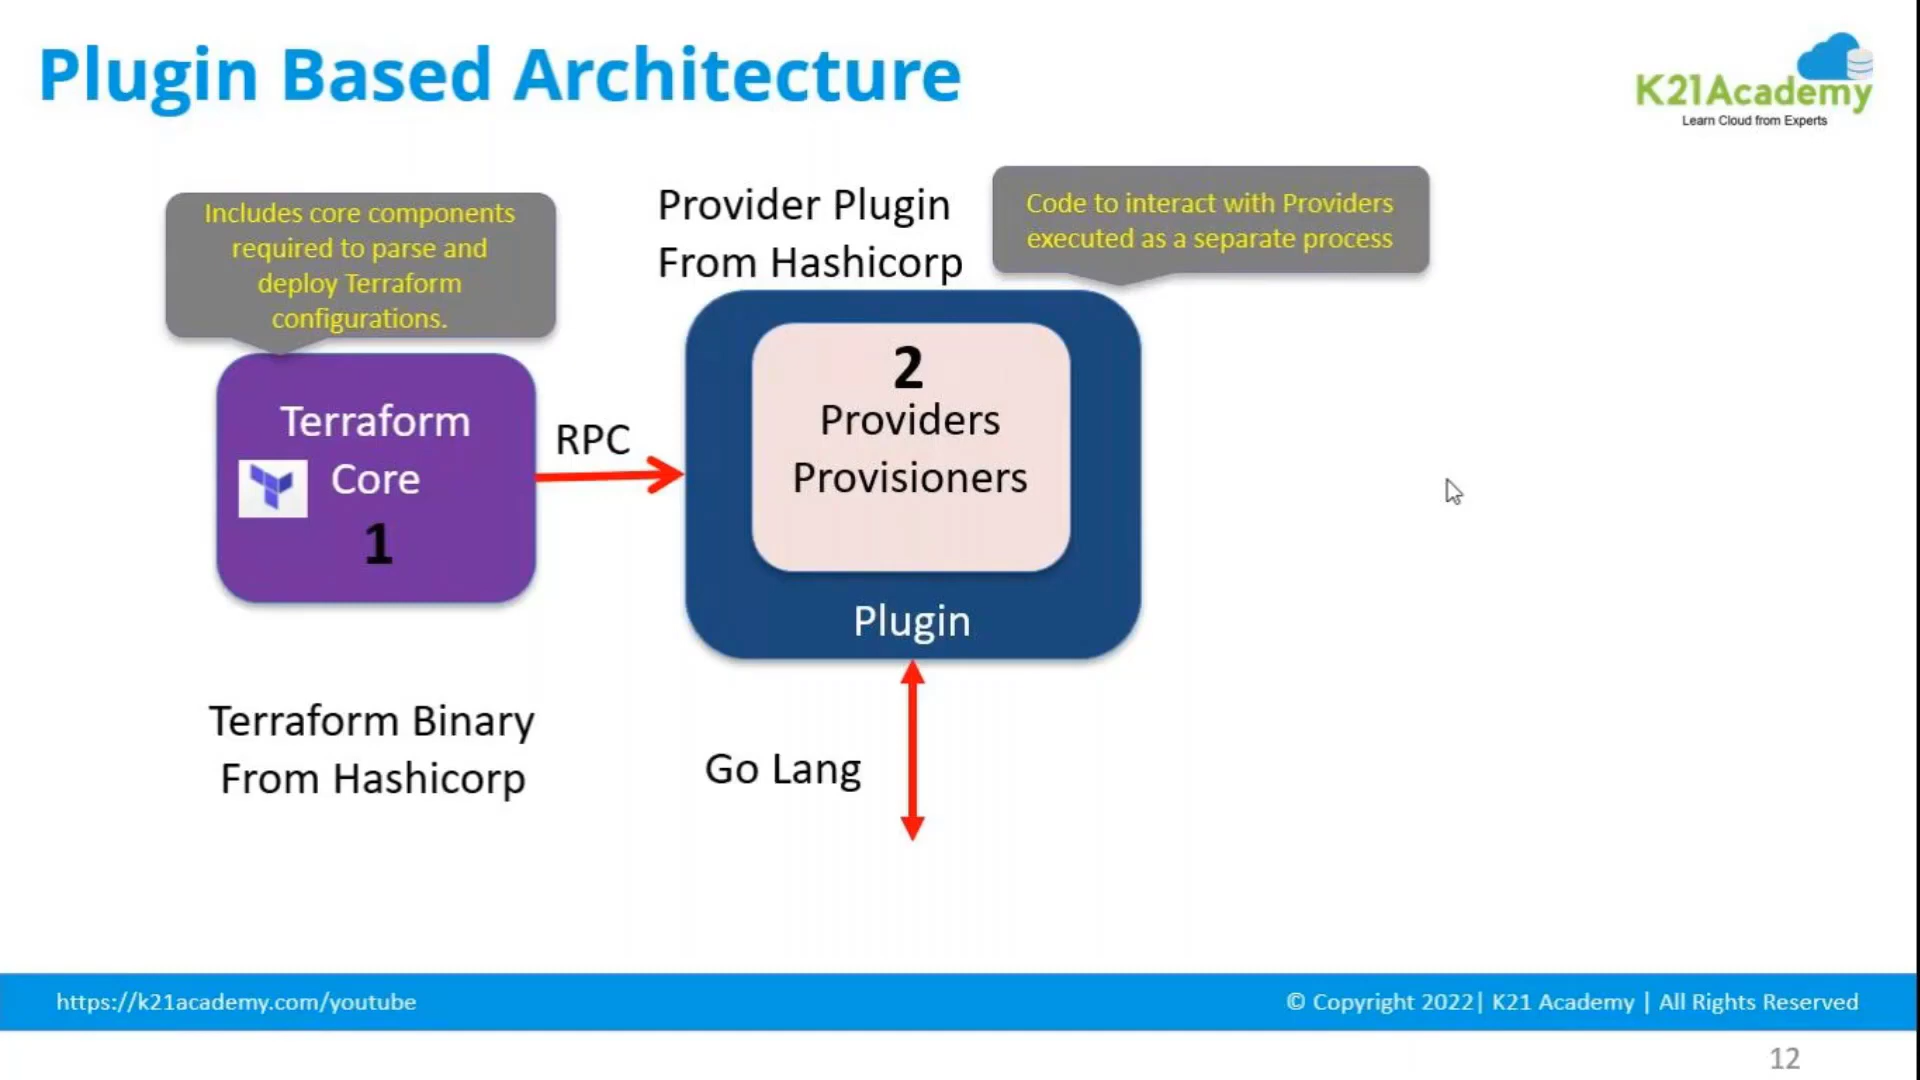 Plugin Based Architecture
K21Academy
Learn Cloud from Experts
Includes core components
required to parse and
deploy Terraform
configurations.
Provider Plugin
From Hashicorp
Code to interact with Providers
executed as a separate process
Terraform
Core
1
RPC
2
Providers
Provisioners
Plugin
Terraform Binary
From Hashicorp
Go Lang
https://k21academy.com/youtube
© Copyright 2022| K21 Academy | All Rights Reserved
12